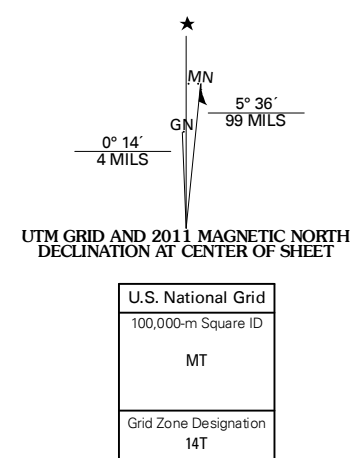 MN
5° 36´
99 MILS
GN
0° 14´
4 MILS
UTM GRID AND 2011 MAGNETIC NORTH
DECLINATION AT CENTER OF SHEET
U.S. National Grid
100,000-m Square ID
MT
Grid Zone Designation
14T